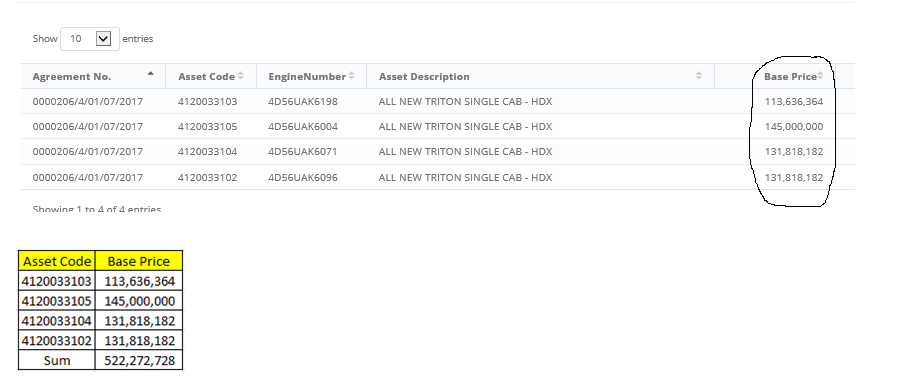 Show 10 entries
Agreement No. Asset Code EngineNumber Asset Description Base Price
0000206/4/01/07/2017 4120033103 4D56UAK6198 ALL NEW TRITON SINGLE CAB - HDX 113,636,364
0000206/4/01/07/2017 4120033105 4D56UAK6004 ALL NEW TRITON SINGLE CAB - HDX 145,000,000
0000206/4/01/07/2017 4120033104 4D56UAK6071 ALL NEW TRITON SINGLE CAB - HDX 131,818,182
0000206/4/01/07/2017 4120033102 4D56UAK6096 ALL NEW TRITON SINGLE CAB - HDX 131,818,182
Showing 1 to 4 of 4 entries
Asset Code Base Price
4120033103 113,636,364
4120033105 145,000,000
4120033104 131,818,182
4120033102 131,818,182
Sum 522,272,728